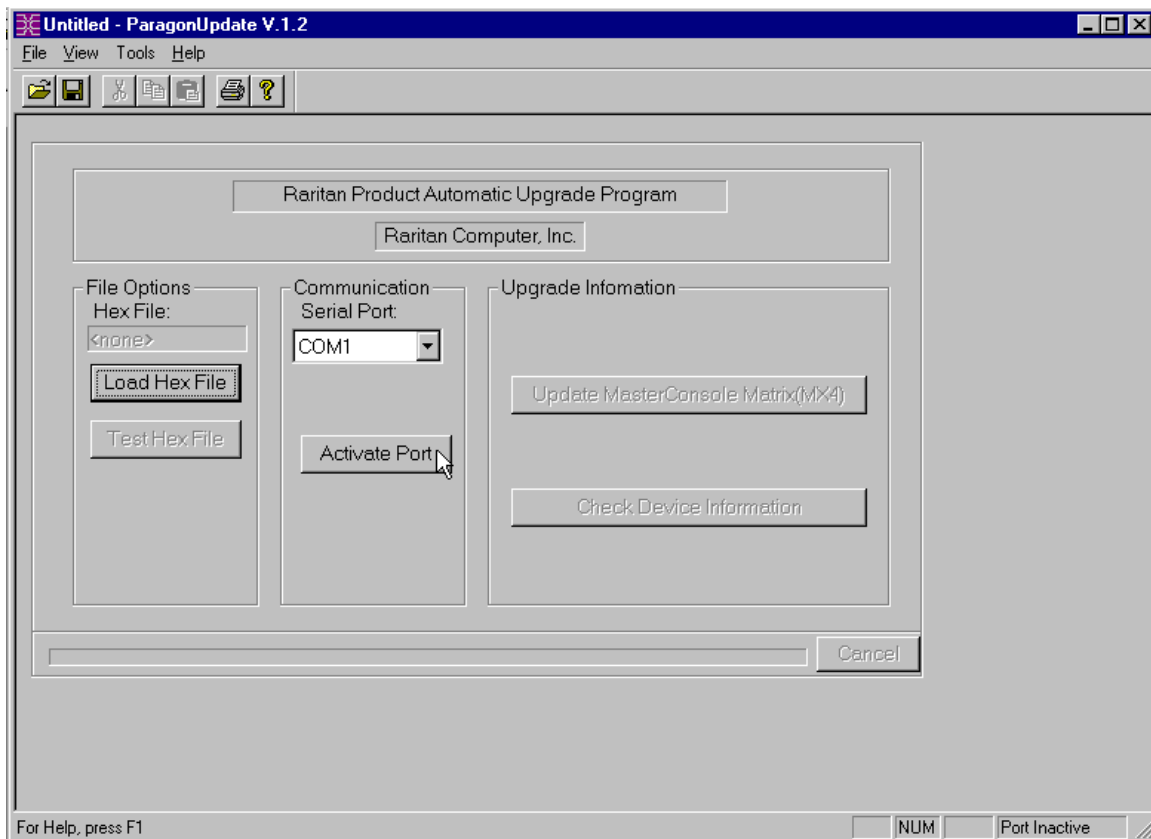 Untitled - ParagonUpdate V.1.2
File View Tools Help
Raritan Product Automatic Upgrade Program
Raritan Computer, Inc.
File Options
Hex File:
<none>
Load Hex File
Test Hex File
Communication
Serial Port:
COM1
Activate Port
Upgrade Infomation
Update MasterConsole Matrix(MX4)
Check Device Information
Cancel
For Help, press F1
NUM
Port Inactive